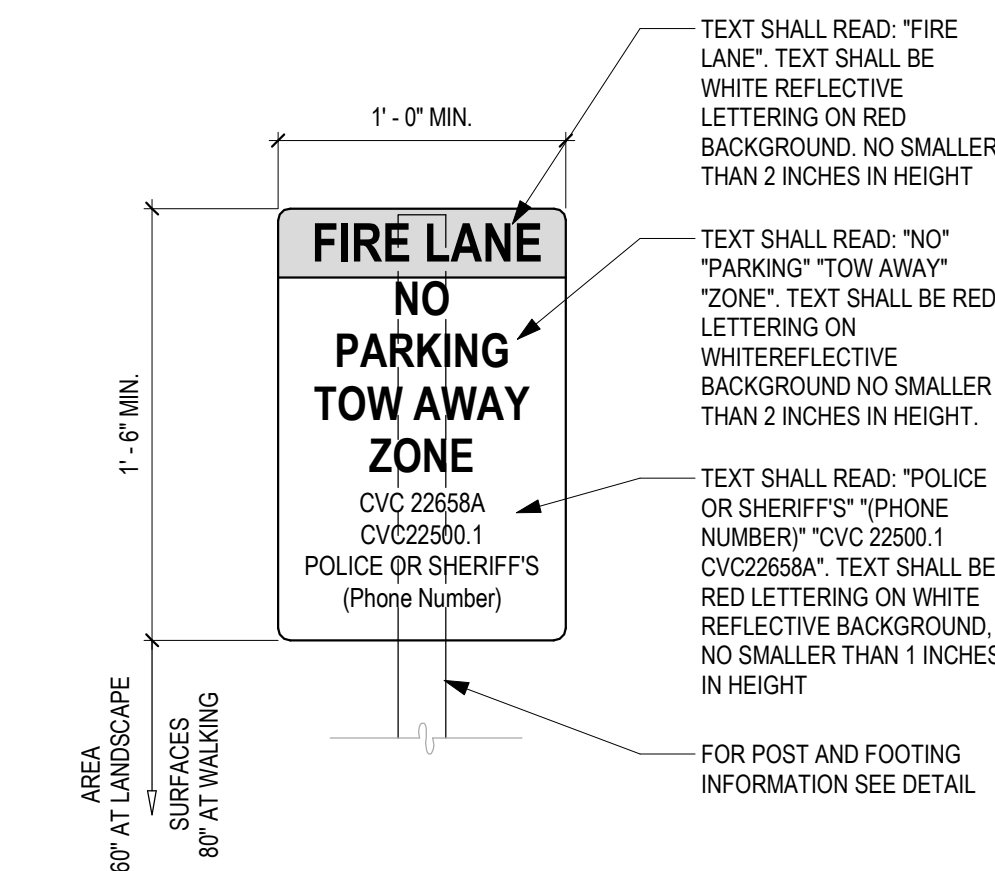 1' - 0" MIN.
1' - 6" MIN.
FIRE LANE
NO
PARKING
TOW AWAY
ZONE
CVC 22658A
CVC22500.1
POLICE OR SHERIFF'S
(Phone Number)
60" AT LANDSCAPE
AREA
80" AT WALKING
SURFACES
TEXT SHALL READ: "FIRE
LANE". TEXT SHALL BE
WHITE REFLECTIVE
LETTERING ON RED
BACKGROUND. NO SMALLER
THAN 2 INCHES IN HEIGHT
TEXT SHALL READ: "NO"
"PARKING" "TOW AWAY"
"ZONE". TEXT SHALL BE RED
LETTERING ON
WHITEREFLECTIVE
BACKGROUND NO SMALLER
THAN 2 INCHES IN HEIGHT.
TEXT SHALL READ: "POLICE
OR SHERIFF'S" "(PHONE
NUMBER)" "CVC 22500.1
CVC22658A". TEXT SHALL BE
RED LETTERING ON WHITE
REFLECTIVE BACKGROUND,
NO SMALLER THAN 1 INCHES
IN HEIGHT
FOR POST AND FOOTING
INFORMATION SEE DETAIL